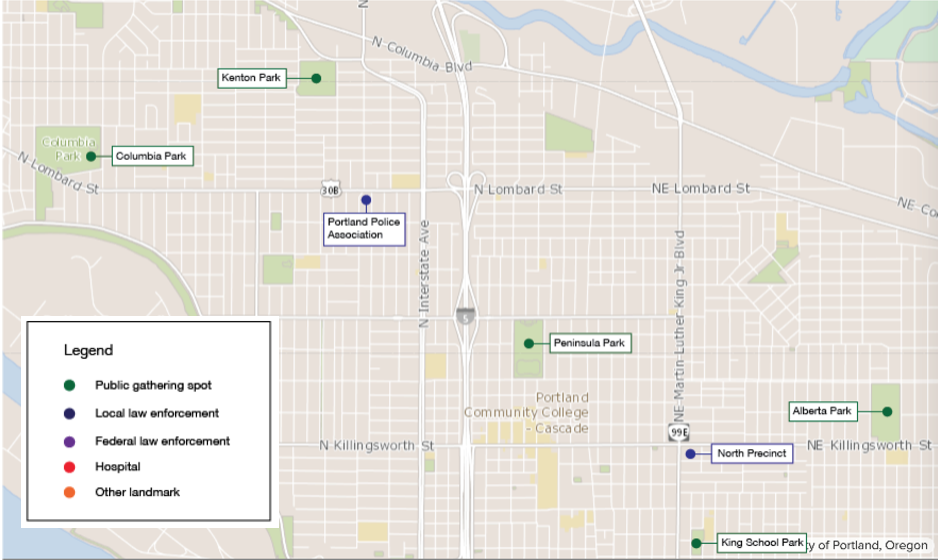 N
N Columbia Blvd
Kenton Park
Columbia
Park
Columbia Park
N Lombard St
30B
N Lombard St
NE Lombard St
NE Co
Portland Police
Association
N Interstate Ave
NE Martin Luther King Jr Blvd
5
Peninsula Park
Legend
Public gathering spot
Local law enforcement
Federal law enforcement
Hospital
Other landmark
Portland
Community College
- Cascade
Alberta Park
99E
N Killingsworth St
NE Killingsworth St
North Precinct
King School Park
y of Portland, Oregon